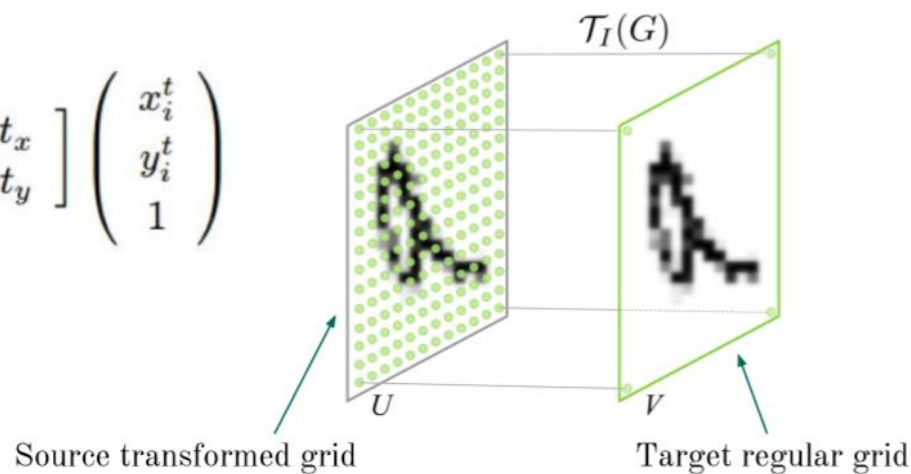 𝒯_I(G)
t_x ] ( x_i^t
t_y y_i^t
1 )
U V
Source transformed grid Target regular grid